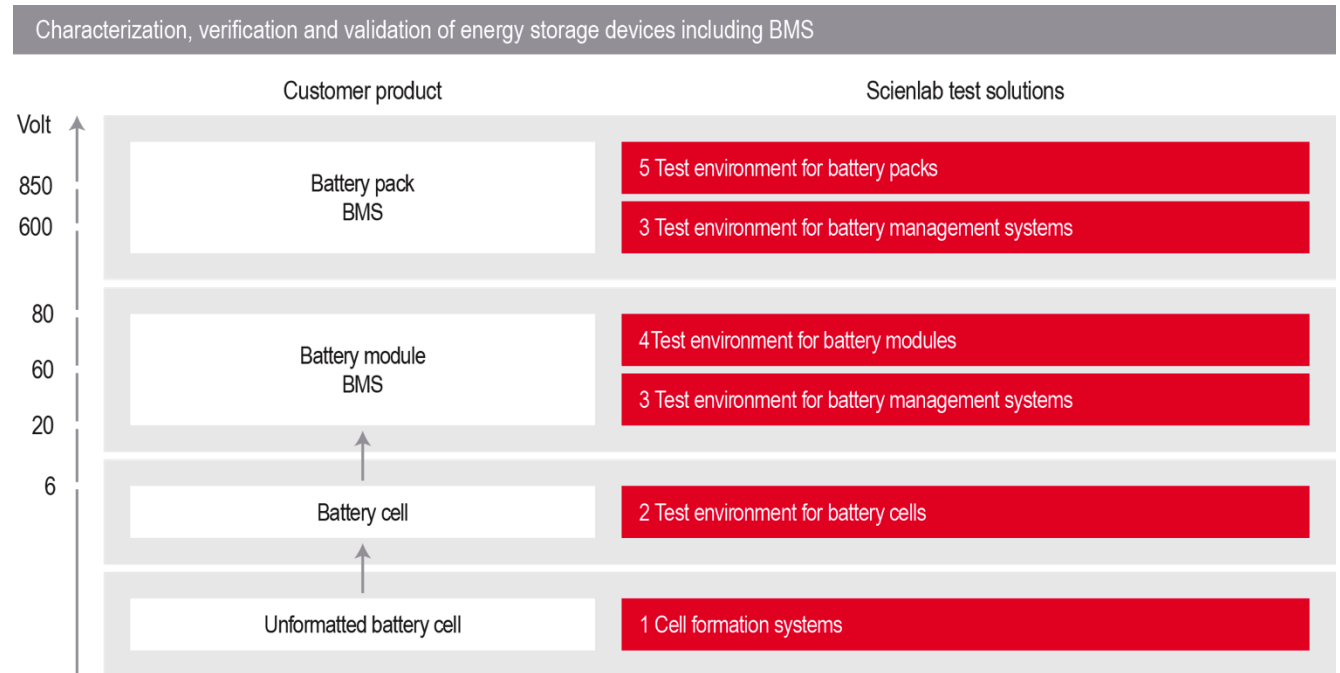 Characterization, verification and validation of energy storage devices including BMS
Customer product
Scienlab test solutions
Volt
850
600
80
60
20
6
Battery pack
BMS
5 Test environment for battery packs
3 Test environment for battery management systems
Battery module
BMS
4Test environment for battery modules
3 Test environment for battery management systems
Battery cell
2 Test environment for battery cells
Unformatted battery cell
1 Cell formation systems